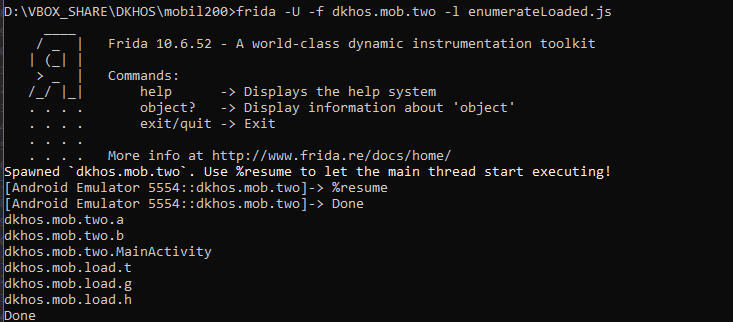 D:\VBOX_SHARE\DKHOS\mobil200>frida -U -f dkhos.mob.two -l enumerateLoaded.js
     ____
    / _  |   Frida 10.6.52 - A world-class dynamic instrumentation toolkit
   | (_| |
    > _  |   Commands:
   /_/ |_|       help      -> Displays the help system
   . . . .       object?   -> Display information about 'object'
   . . . .       exit/quit -> Exit
   . . . .
   . . . .   More info at http://www.frida.re/docs/home/
Spawned `dkhos.mob.two`. Use %resume to let the main thread start executing!
[Android Emulator 5554::dkhos.mob.two]-> %resume
[Android Emulator 5554::dkhos.mob.two]-> Done
dkhos.mob.two.a
dkhos.mob.two.b
dkhos.mob.two.MainActivity
dkhos.mob.load.t
dkhos.mob.load.g
dkhos.mob.load.h
Done